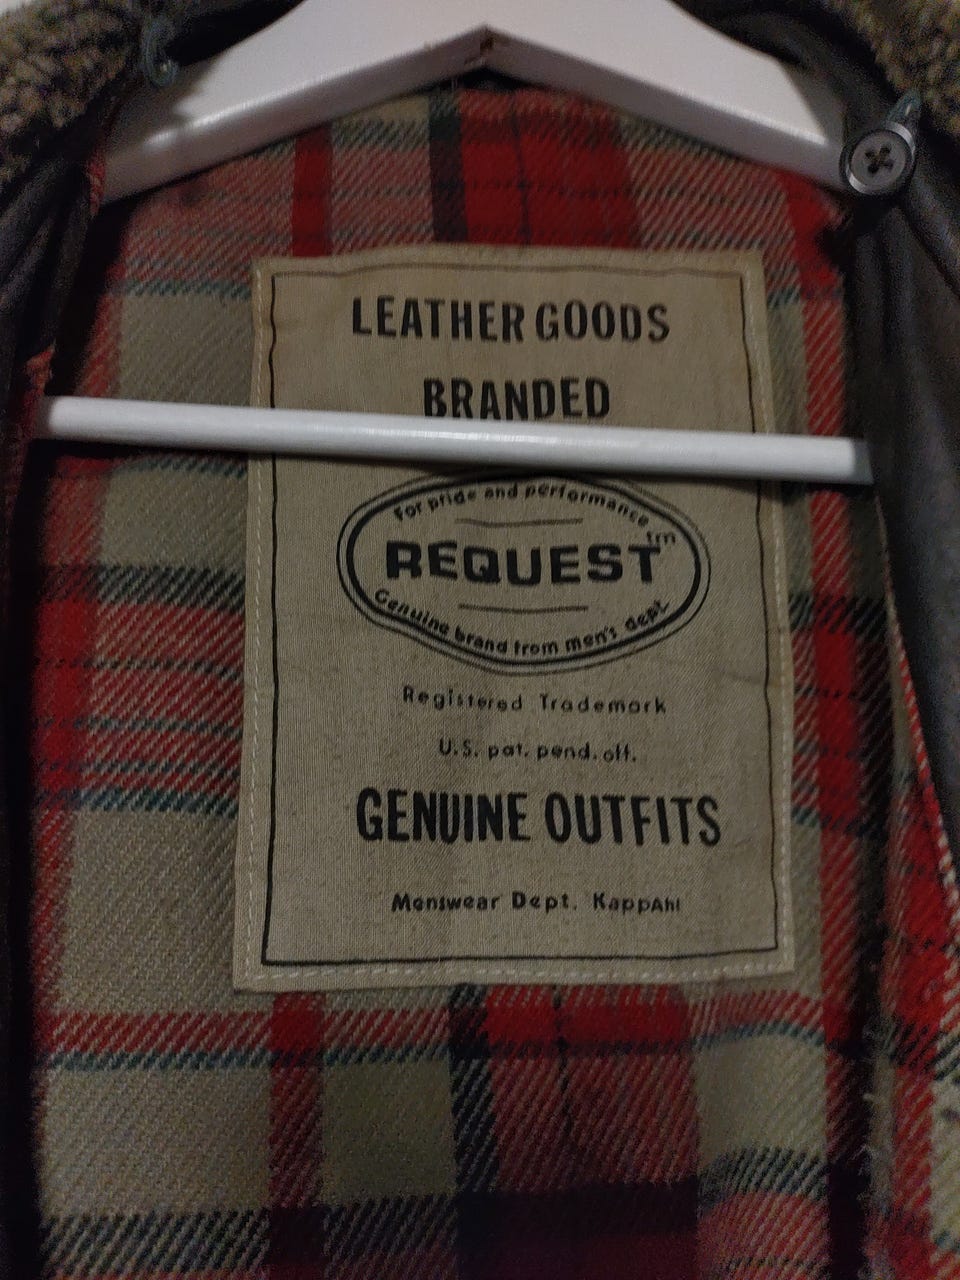 LEATHER GOODS
BRANDED
For pride and performance
REQUEST tm
Genuine brand from men's dept.
Registered Trademark
U.S. pat. pend. off.
GENUINE OUTFITS
Menswear Dept. KappAhl